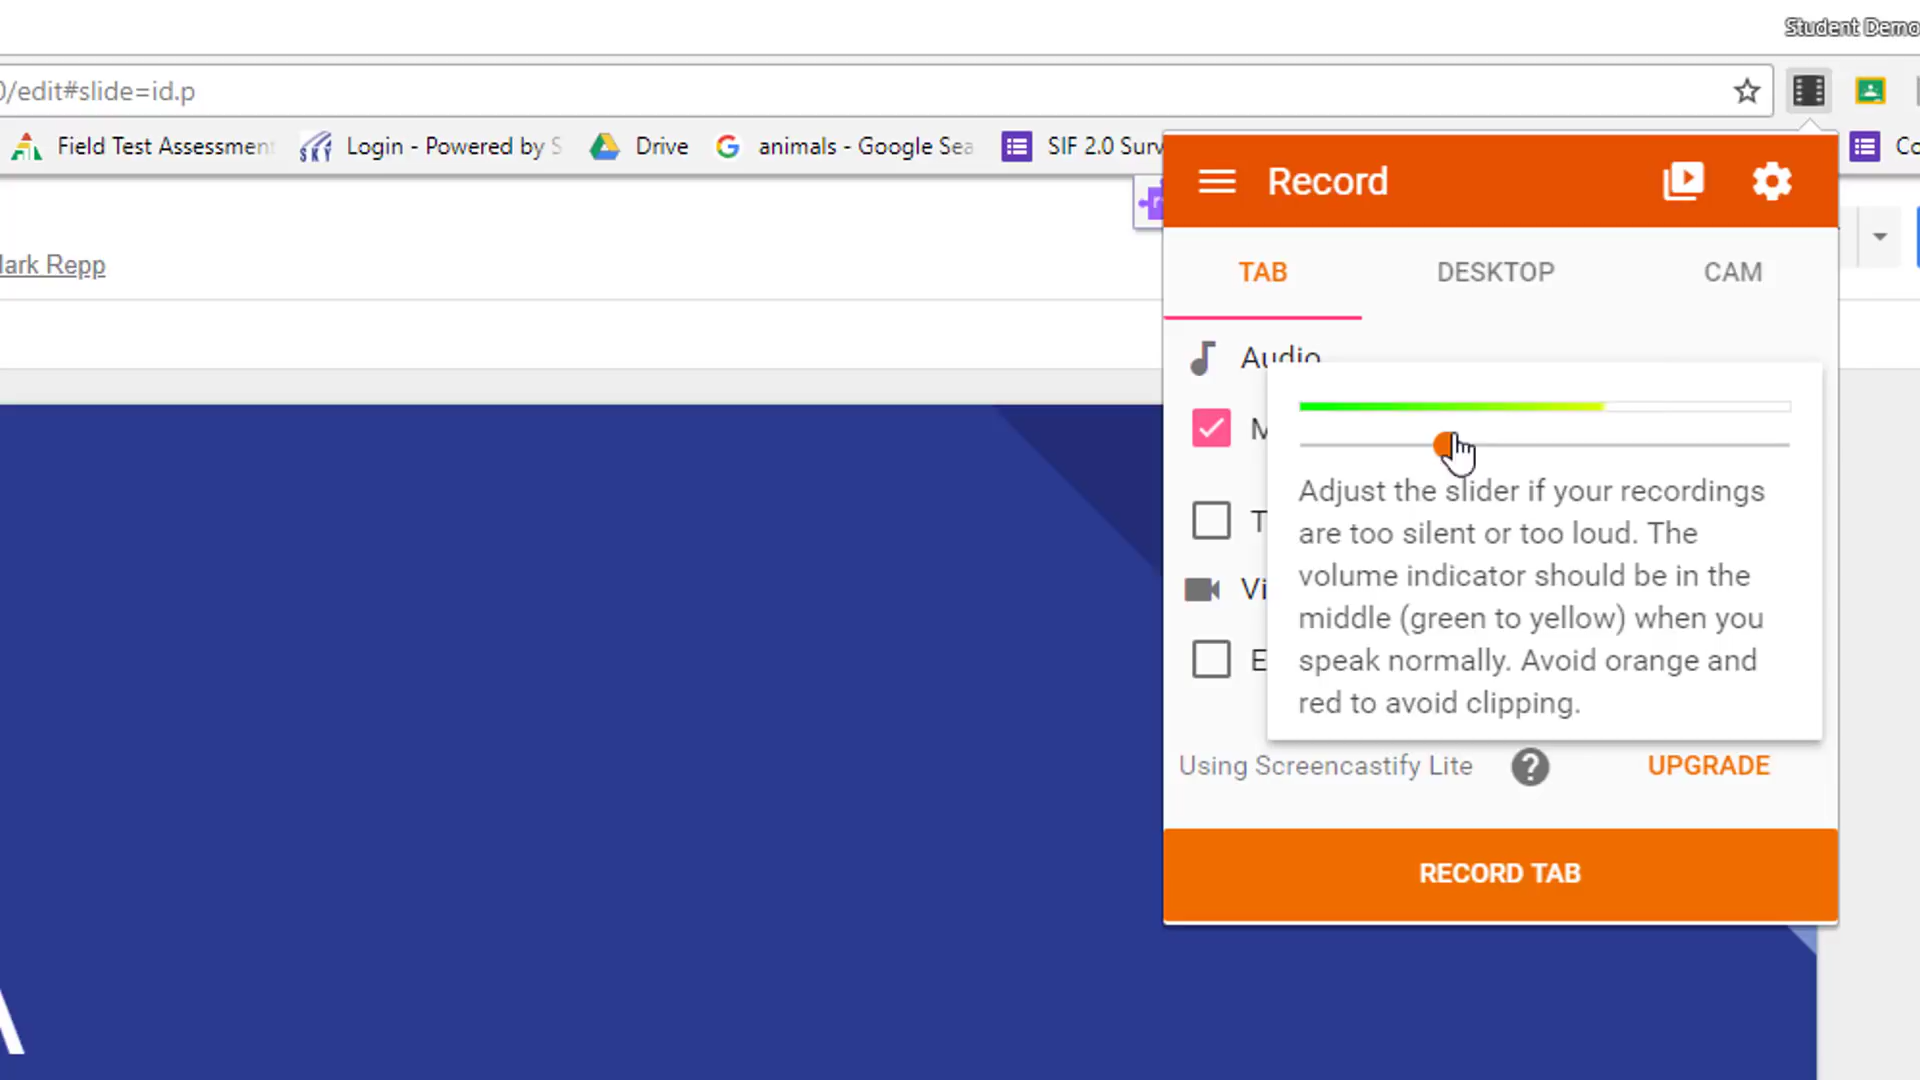 Student Demo
/edit#slide=id.p
Field Test Assessment
SKY
Login - Powered by S
Drive
animals - Google Sea
SIF 2.0 Surv
Co
Record
ark Repp
TAB
DESKTOP
CAM
Audio
M
T
Vi
E
Adjust the slider if your recordings
are too silent or too loud. The
volume indicator should be in the
middle (green to yellow) when you
speak normally. Avoid orange and
red to avoid clipping.
Using Screencastify Lite
?
UPGRADE
RECORD TAB